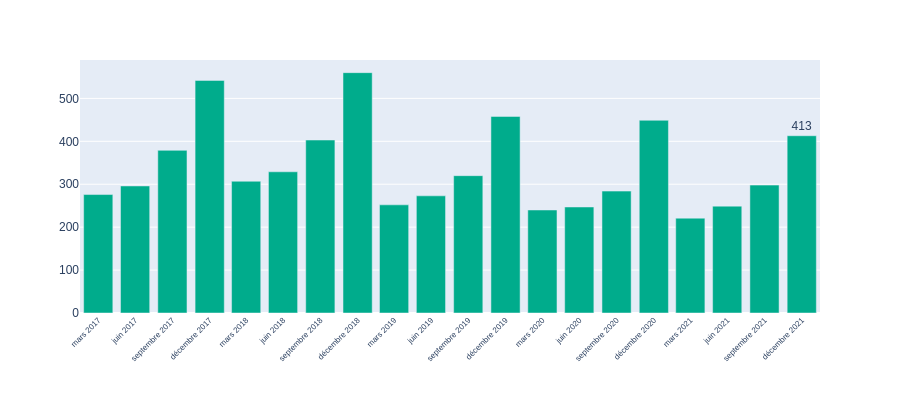 500
400
300
200
100
0
413
mars 2017
juin 2017
septembre 2017
décembre 2017
mars 2018
juin 2018
septembre 2018
décembre 2018
mars 2019
juin 2019
septembre 2019
décembre 2019
mars 2020
juin 2020
septembre 2020
décembre 2020
mars 2021
juin 2021
septembre 2021
décembre 2021